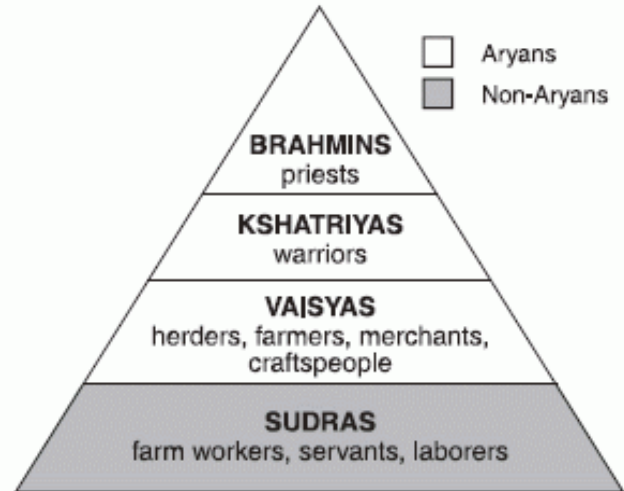 Aryans
Non-Aryans
BRAHMINS
priests
KSHATRIYAS
warriors
VAISYAS
herders, farmers, merchants,
craftspeople
SUDRAS
farm workers, servants, laborers